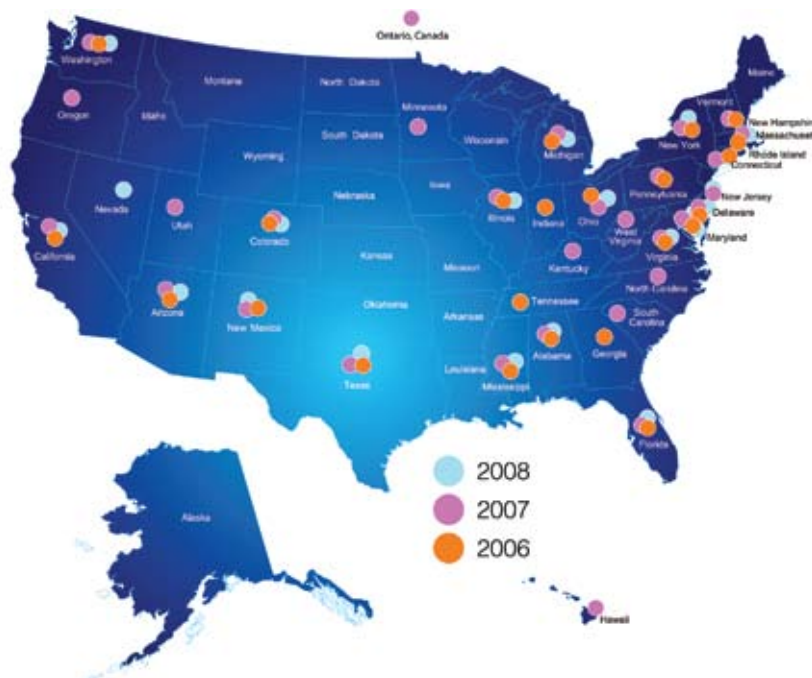 Ontario, Canada
Washington
Montana
North Dakota
Minnesota
Maine
Vermont
New Hampshire
Massachuset
Oregon
Idaho
South Dakota
Wisconsin
Michigan
New York
Rhode Island
Connecticut
Wyoming
Iowa
Pennsylvania
New Jersey
Nevada
Utah
Nebraska
Illinois
Indiana
Ohio
West
Virginia
Delaware
Maryland
California
Colorado
Kansas
Missouri
Kentucky
Virginia
North Carolina
Arizona
New Mexico
Oklahoma
Arkansas
Tennessee
South
Carolina
Texas
Louisiana
Mississippi
Alabama
Georgia
Florida
2008
2007
2006
Alaska
Hawaii